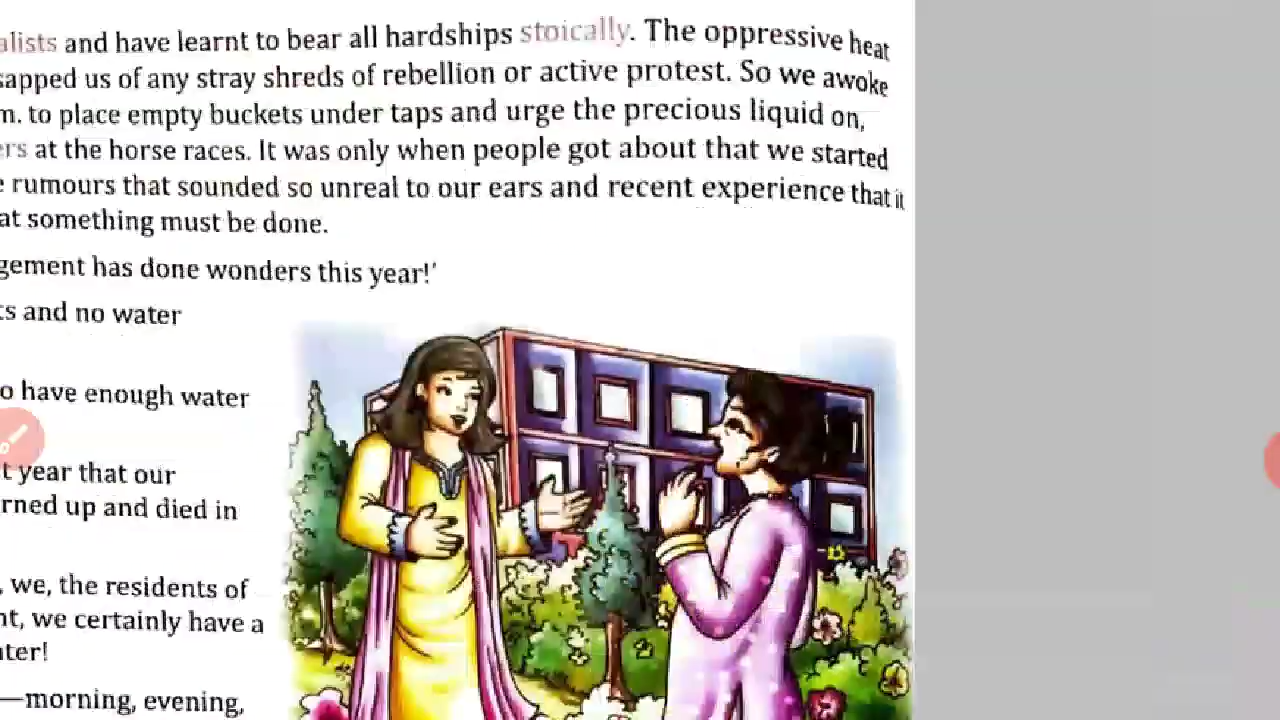 alists and have learnt to bear all hardships stoically. The oppressive heat
sapped us of any stray shreds of rebellion or active protest. So we awoke
m. to place empty buckets under taps and urge the precious liquid on,
ers at the horse races. It was only when people got about that we started
e rumours that sounded so unreal to our ears and recent experience that it
at something must be done.
gement has done wonders this year!'
ts and no water
o have enough water
t year that our
rned up and died in
, we, the residents of
nt, we certainly have a
ter!
—morning, evening,